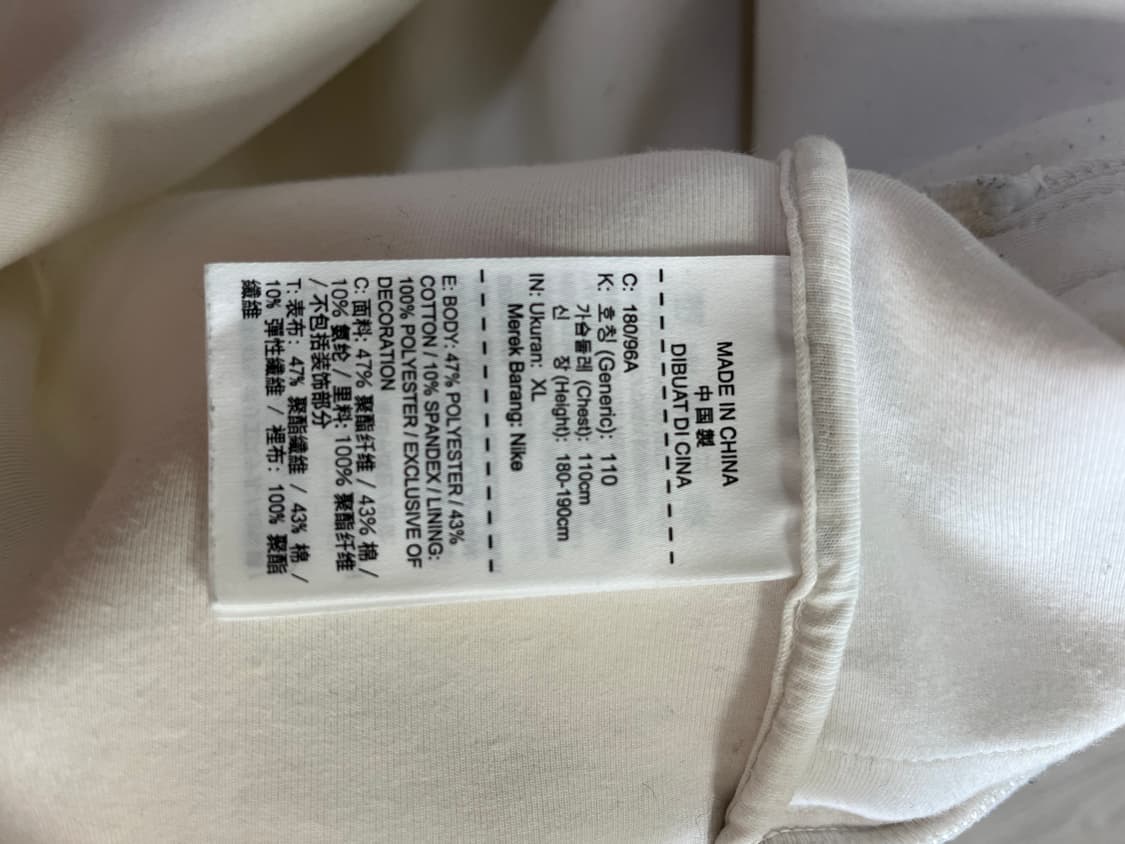 MADE IN CHINA
中国製
DIBUAT DI CINA
C: 180/96A
K: 호칭 (Generic): 110
가슴둘레 (Chest): 110cm
신 장 (Height): 180-190cm
IN: Ukuran: XL
Merek Barang: Nike
E: BODY: 47% POLYESTER / 43%
COTTON / 10% SPANDEX / LINING:
100% POLYESTER / EXCLUSIVE OF
DECORATION
C: 面料: 47% 聚酯纤维 / 43% 棉 /
10% 氨纶 / 里料: 100% 聚酯纤维
/ 不包括装饰部分
T: 表布: 47% 聚酯纖維 / 43% 棉 /
10% 彈性纖維 / 裡布: 100% 聚酯
纖維